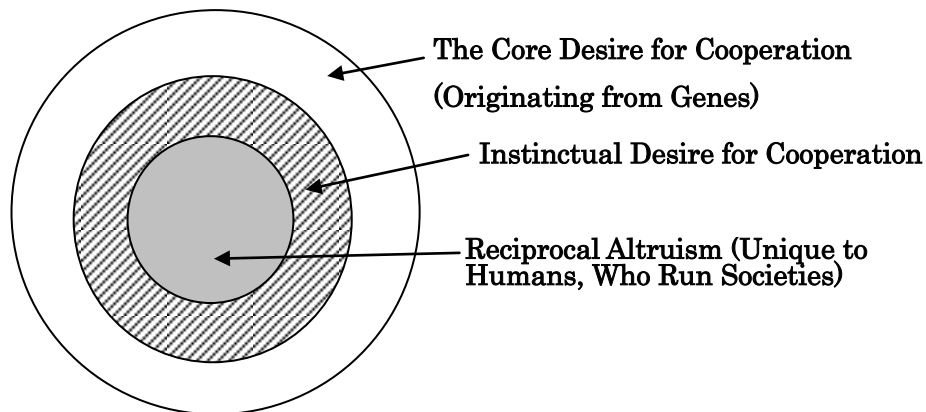 The Core Desire for Cooperation
(Originating from Genes)
Instinctual Desire for Cooperation
Reciprocal Altruism (Unique to
Humans, Who Run Societies)